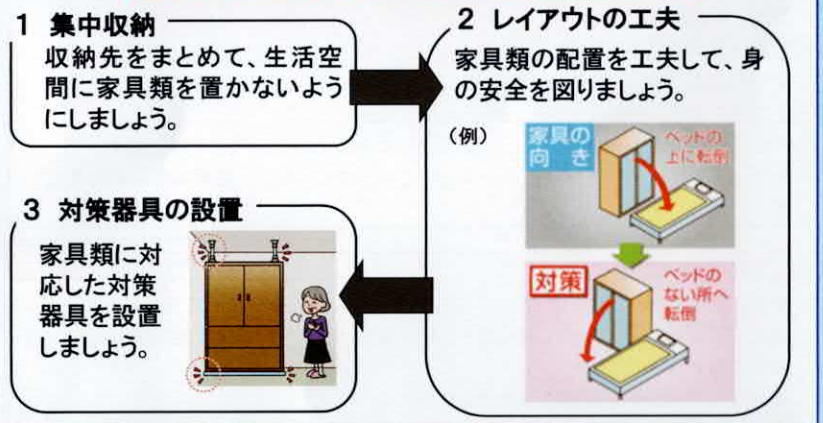 1 集中収納
収納先をまとめて、生活空
間に家具類を置かないよう
にしましょう。
2 レイアウトの工夫
家具類の配置を工夫して、身
の安全を図りましょう。
（例）
家具の
向き
ベッドの
上に転倒
対策
ベッドの
ない所へ
転倒
3 対策器具の設置
家具類に対
応した対策
器具を設置
しましょう。